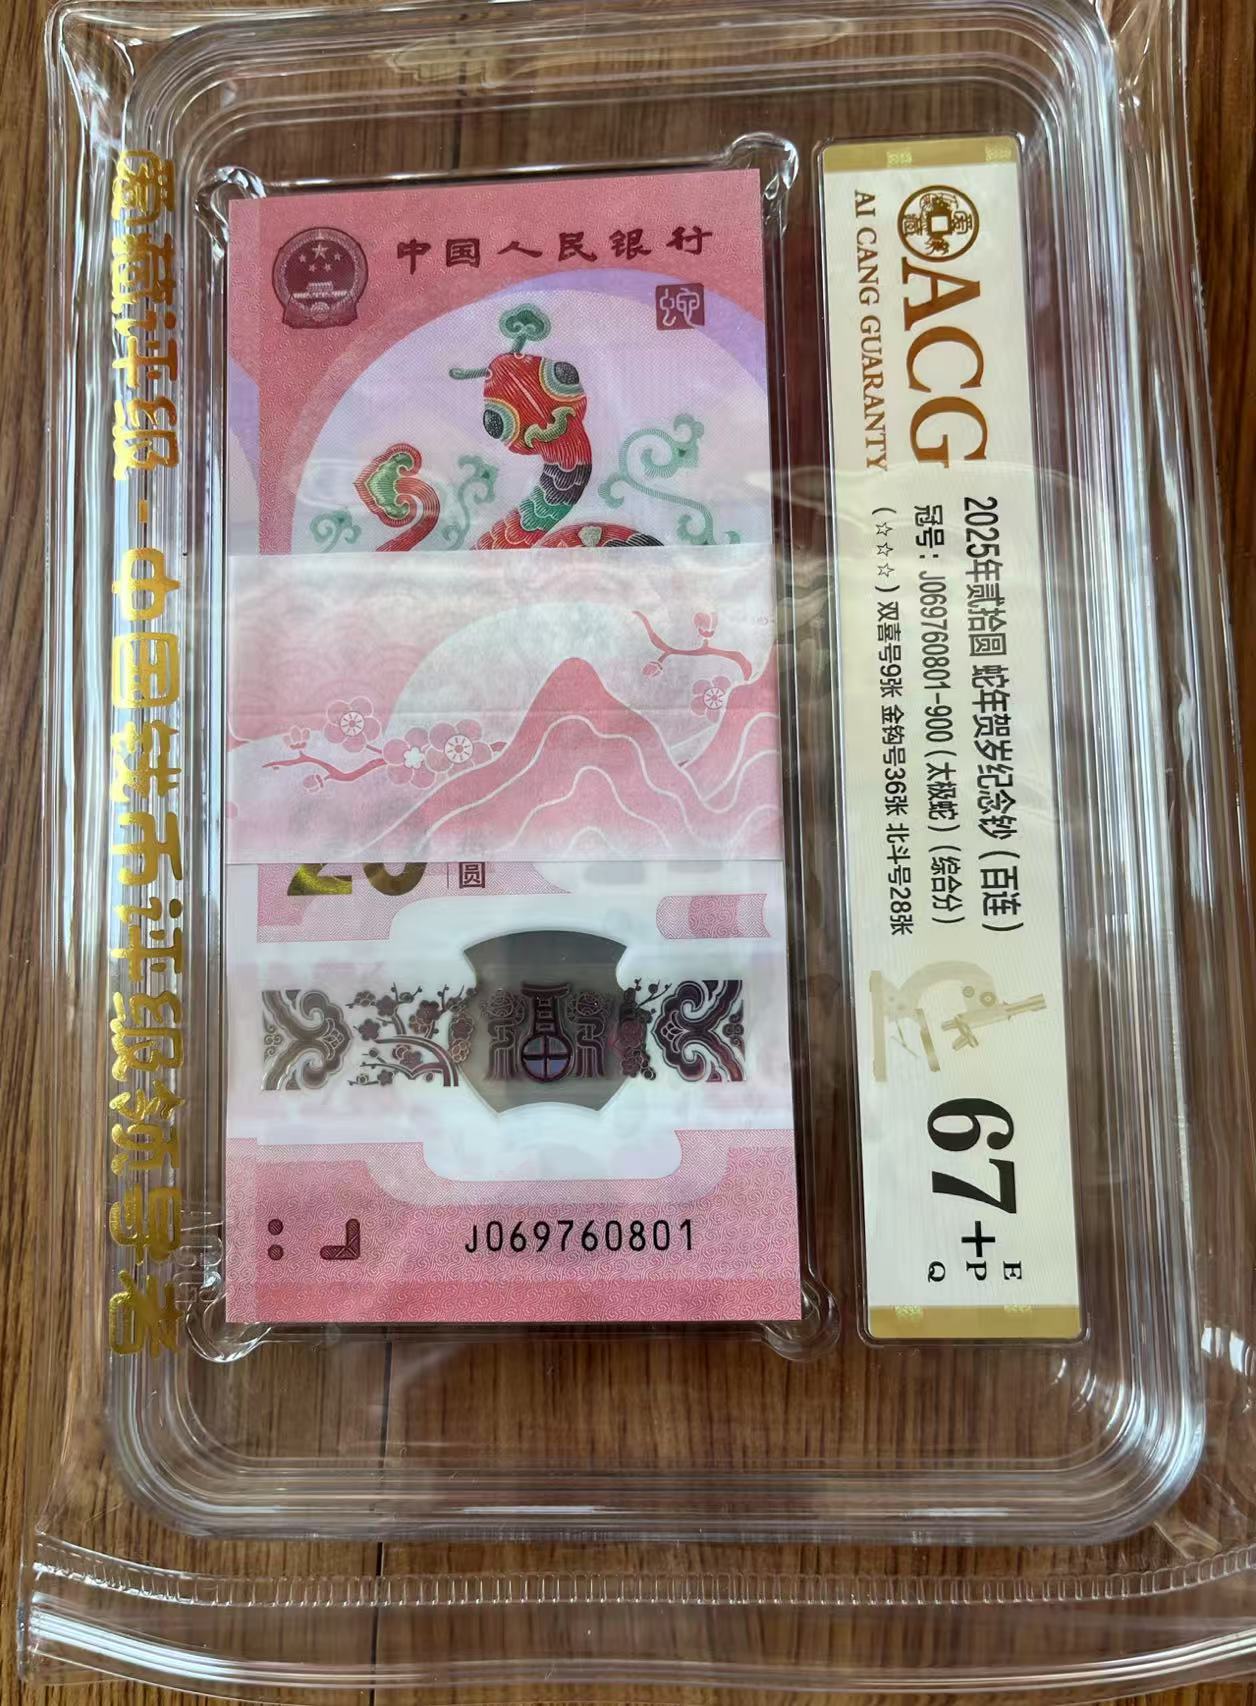 爱藏评级-中国钱币评级领导者
中国人民银行
蛇
20圆
J069760801
ACG
AI CANG GUARANTY
2025年贰拾圆 蛇年贺岁纪念钞(百连)
冠号:J069760801-900(太极蛇)(综合分)
(☆☆☆)双喜号9张 金钩号36张 北斗号28张
67+
E
P
Q